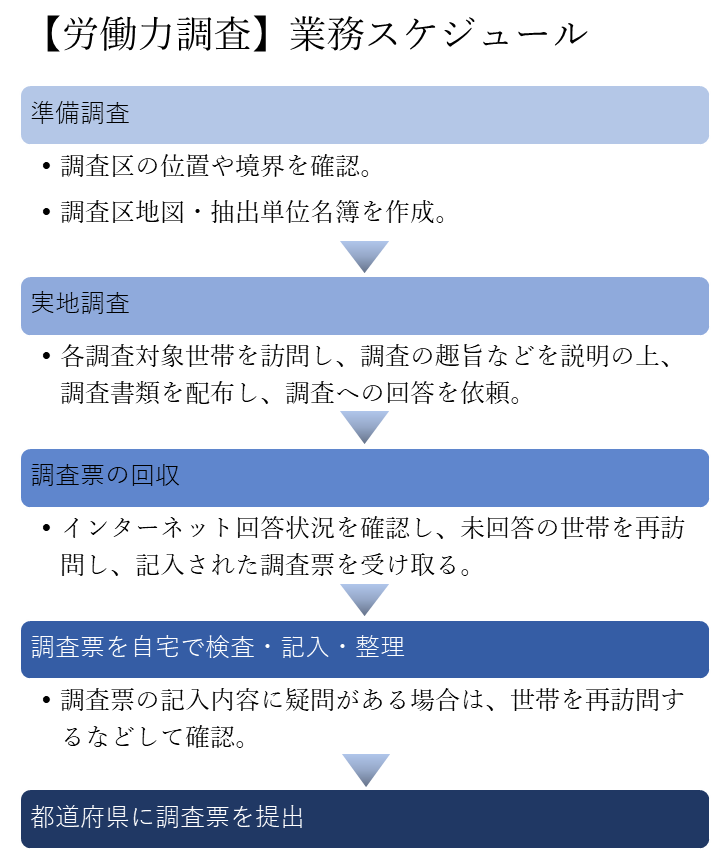 【労働力調査】業務スケジュール
準備調査
• 調査区の位置や境界を確認。
• 調査区地図・抽出単位名簿を作成。
実地調査
• 各調査対象世帯を訪問し、調査の趣旨などを説明の上、
調査書類を配布し、調査への回答を依頼。
調査票の回収
• インターネット回答状況を確認し、未回答の世帯を再訪
問し、記入された調査票を受け取る。
調査票を自宅で検査・記入・整理
• 調査票の記入内容に疑問がある場合は、世帯を再訪問す
るなどして確認。
都道府県に調査票を提出